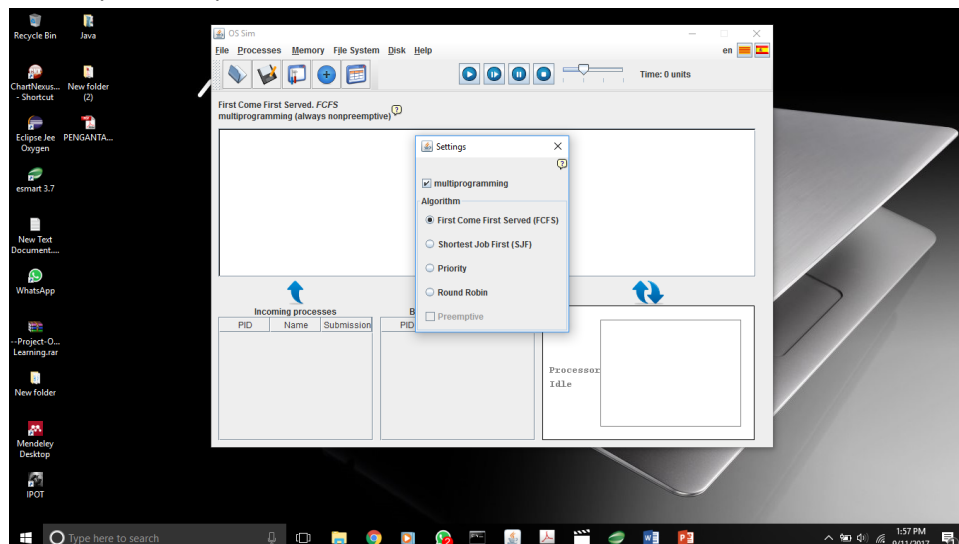 Recycle Bin
Java
ChartNexus...
- Shortcut
New folder
(2)
Eclipse Jee
Oxygen
PENGANTA...
esmart 3.7
New Text
Document....
WhatsApp
--Project-O...
Learning.rar
New folder
Mendeley
Desktop
IPOT
OS Sim
File Processes Memory File System Disk Help
en
Time: 0 units
First Come First Served. FCFS
multiprogramming (always nonpreemptive)
Settings
multiprogramming
Algorithm
First Come First Served (FCFS)
Shortest Job First (SJF)
Priority
Round Robin
Preemptive
Incoming processes
B
PID Name Submission
PID
Processor
Idle
Type here to search
1:57 PM
9/11/2017